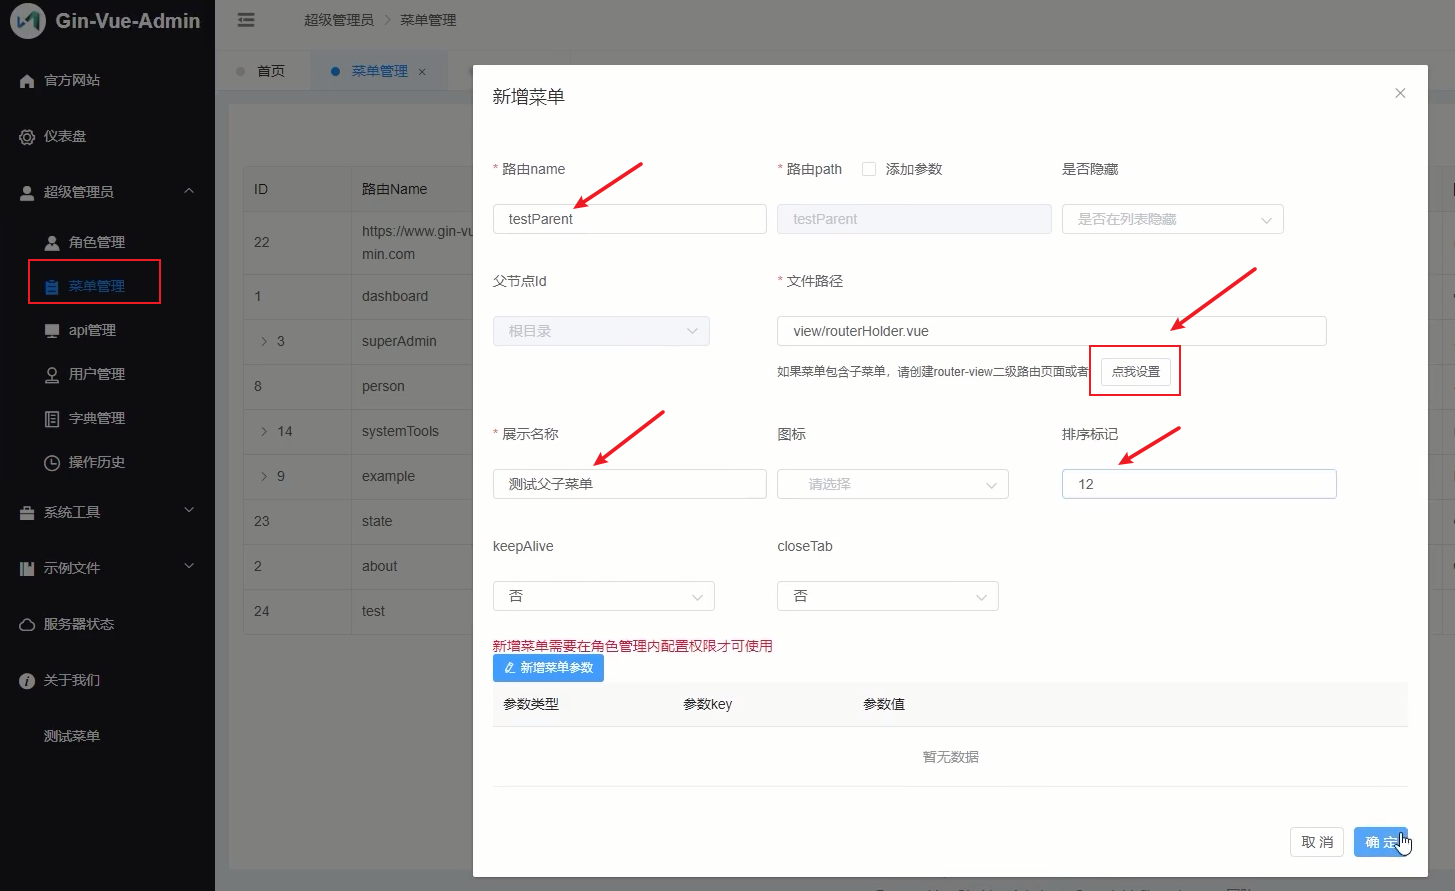 Gin-Vue-Admin
官方网站
仪表盘
超级管理员
角色管理
菜单管理
api管理
用户管理
字典管理
操作历史
系统工具
示例文件
服务器状态
关于我们
测试菜单
超级管理员 > 菜单管理
首页
菜单管理 ×
ID 路由Name
22 https://www.gin-vu
min.com
1 dashboard
> 3 superAdmin
8 person
> 14 systemTools
> 9 example
23 state
2 about
24 test
新增菜单
* 路由name * 路由path 添加参数 是否隐藏
testParent testParent 是否在列表隐藏
父节点Id * 文件路径
根目录 view/routerHolder.vue
如果菜单包含子菜单，请创建router-view二级路由页面或者 点我设置
* 展示名称 图标 排序标记
测试父子菜单 请选择 12
keepAlive closeTab
否 否
新增菜单需要在角色管理内配置权限才可使用
新增菜单参数
参数类型 参数key 参数值
暂无数据
取 消 确 定